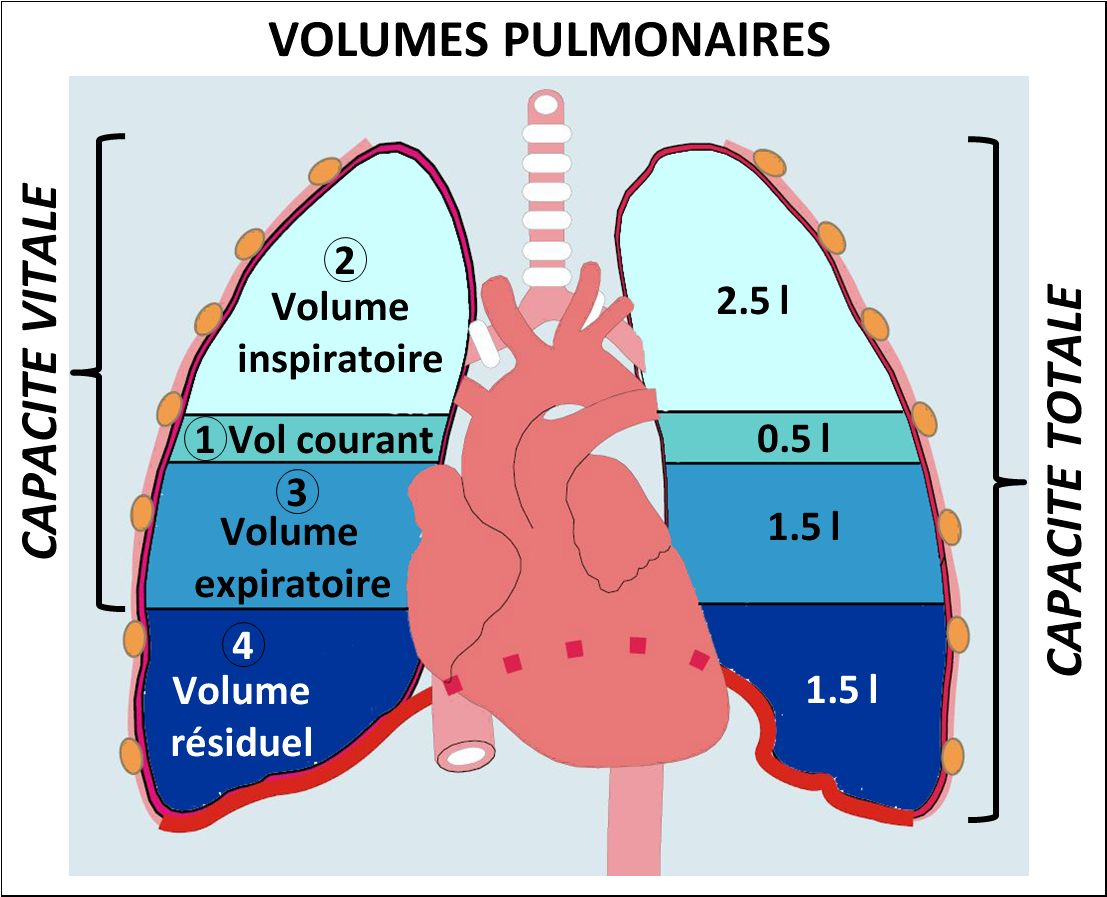 VOLUMES PULMONAIRES
CAPACITE VITALE
2
Volume
inspiratoire
1 Vol courant
3
Volume
expiratoire
4
Volume
résiduel
2.5 l
0.5 l
1.5 l
1.5 l
CAPACITE TOTALE